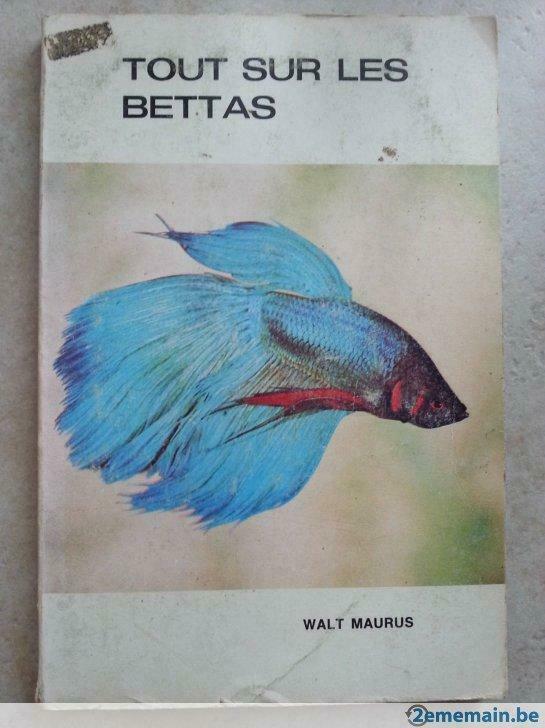 TOUT SUR LES
BETTAS
WALT MAURUS
2ememain.be